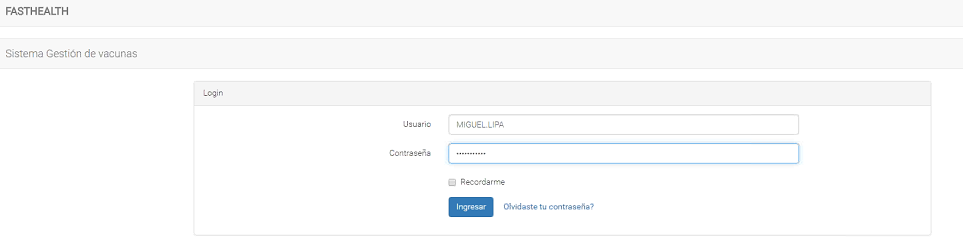 FASTHEALTH
Sistema Gestión de vacunas
Login
Usuario MIGUEL.LIPA
Contraseña •••••••••••
Recordarme
Ingresar Olvidaste tu contraseña?